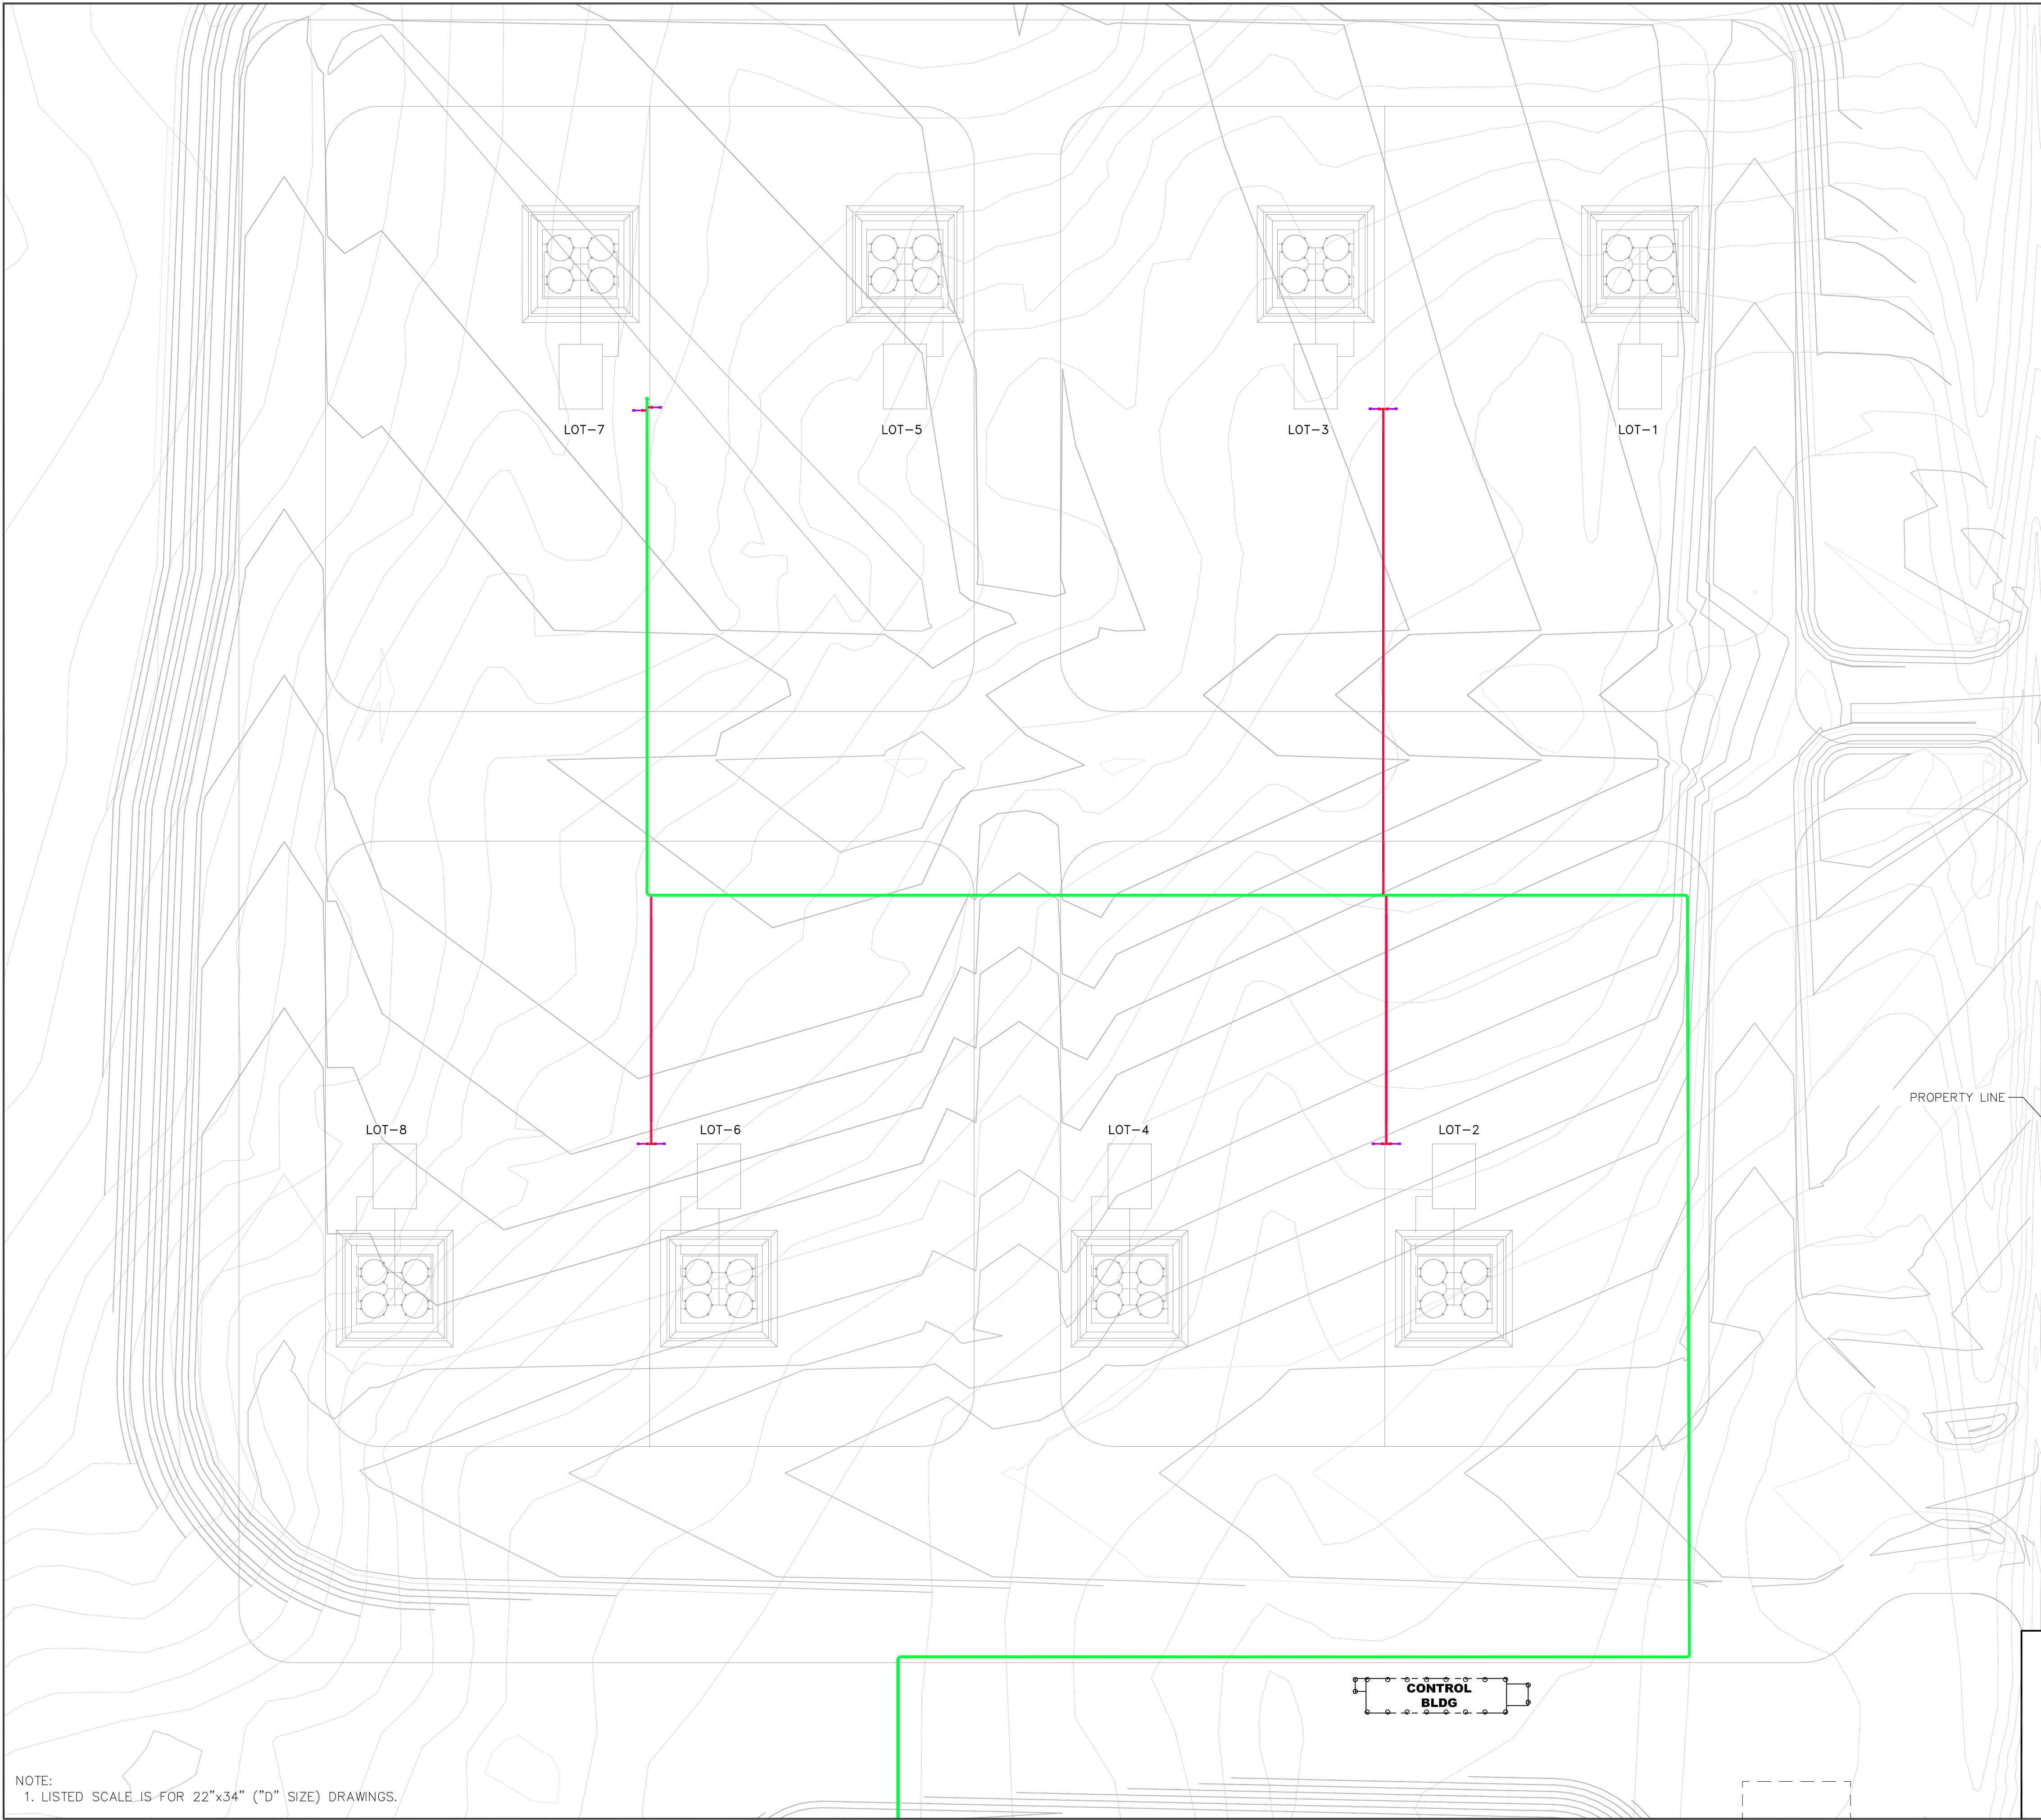 LOT-7
LOT-5
LOT-3
LOT-1
PROPERTY LINE
LOT-8
LOT-6
LOT-4
LOT-2
CONTROL
BLDG
NOTE:
1. LISTED SCALE IS FOR 22"x34" ("D" SIZE) DRAWINGS.